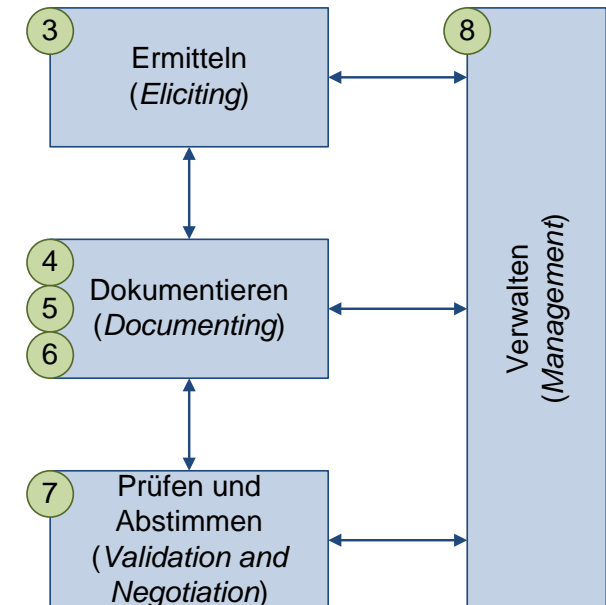 3
Ermitteln
(Eliciting)
8
4
5
6
Dokumentieren
(Documenting)
Verwalten
(Management)
7
Prüfen und
Abstimmen
(Validation and
Negotiation)